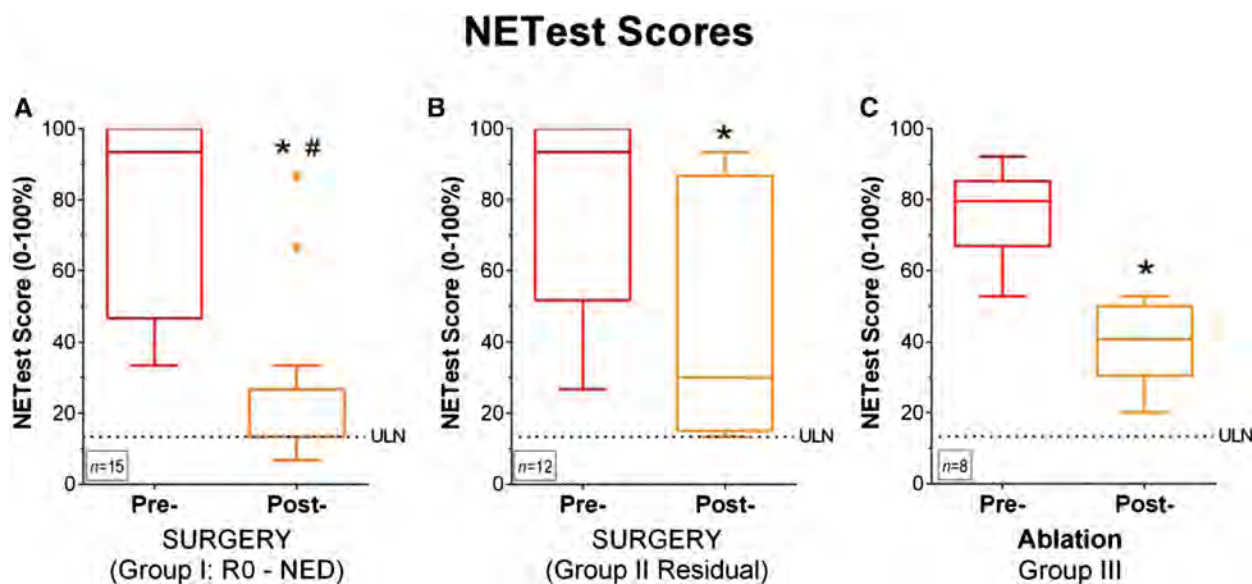 NETest Scores
A
NETest Score (0-100%)
100
80
60
40
20
0
* #
ULN
n=15
Pre- Post-
SURGERY
(Group I: R0 - NED)
B
NETest Score (0-100%)
100
80
60
40
20
0
*
ULN
n=12
Pre- Post-
SURGERY
(Group II Residual)
C
NETest Score (0-100%)
100
80
60
40
20
0
*
ULN
n=8
Pre- Post-
Ablation
Group III